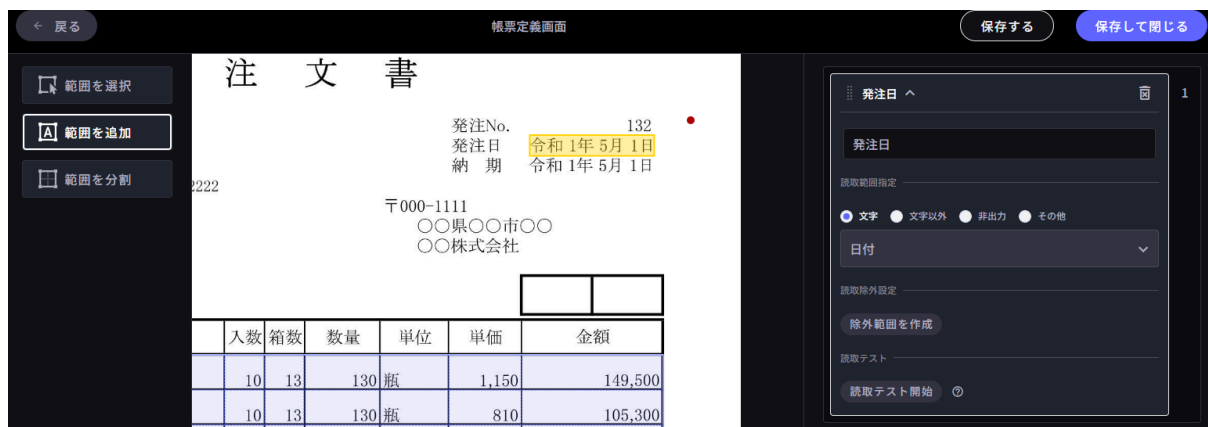 ← 戻る
帳票定義画面
保存する
保存して閉じる
範囲を選択
範囲を追加
範囲を分割
注 文 書
発注No. 132
発注日 令和 1年 5月 1日
納 期 令和 1年 5月 1日
2222
〒000-1111
○○県○○市○○
○○株式会社
入数 箱数 数量 単位 単価 金額
10 13 130 瓶 1,150 149,500
10 13 130 瓶 810 105,300
発注日
1
発注日
読取範囲指定
文字 文字以外 非出力 その他
日付
読取除外設定
除外範囲を作成
読取テスト
読取テスト開始